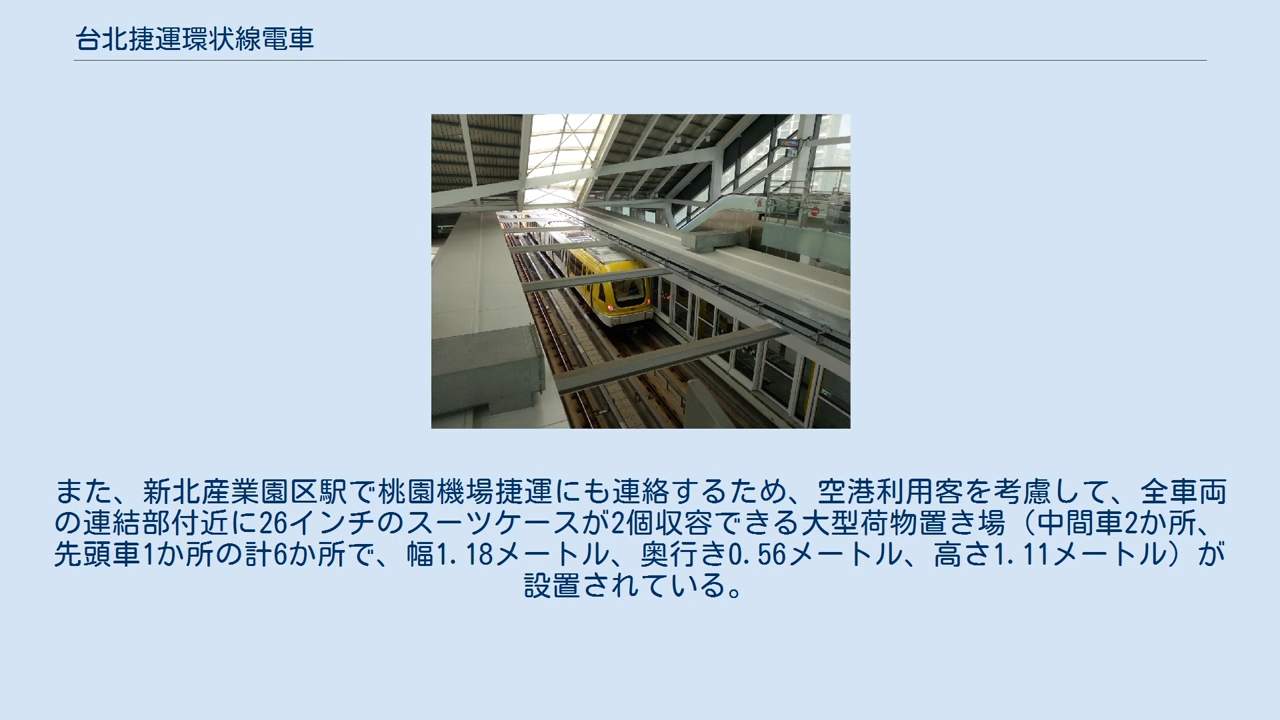 台北捷運環状線電車
また、新北産業園区駅で桃園機場捷運にも連絡するため、空港利用客を考慮して、全車両
の連結部付近に26インチのスーツケースが2個収容できる大型荷物置き場（中間車2か所、
先頭車1か所の計6か所で、幅1.18メートル、奥行き0.56メートル、高さ1.11メートル）が
設置されている。